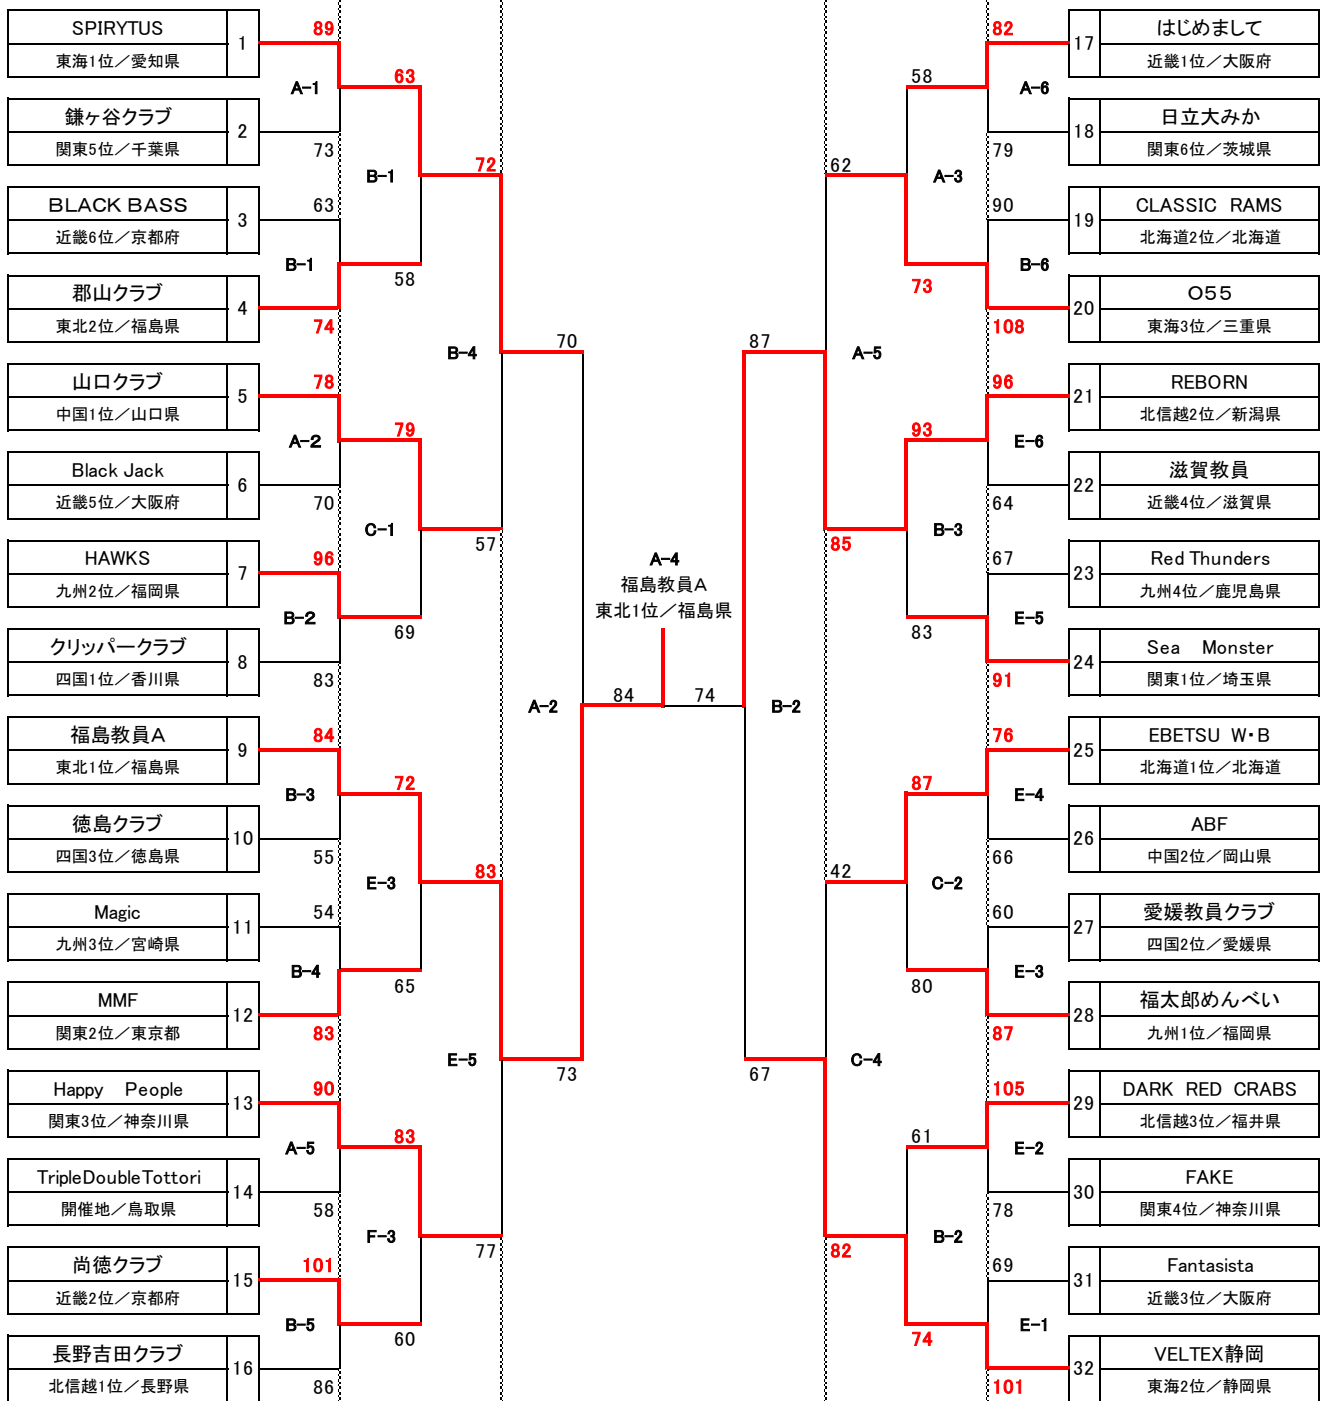 SPIRYTUS
1
東海1位／愛知県
89
A-1
63
鎌ヶ谷クラブ
2
関東5位／千葉県
73
B-1
72
BLACK BASS
3
近畿6位／京都府
63
B-1
58
郡山クラブ
4
東北2位／福島県
74
B-4
70
山口クラブ
5
中国1位／山口県
78
A-2
79
Black Jack
6
近畿5位／大阪府
70
C-1
57
HAWKS
7
九州2位／福岡県
96
B-2
69
クリッパークラブ
8
四国1位／香川県
83
A-2
84
福島教員A
9
東北1位／福島県
84
B-3
72
徳島クラブ
10
四国3位／徳島県
55
E-3
83
Magic
11
九州3位／宮崎県
54
B-4
65
MMF
12
関東2位／東京都
83
E-5
73
Happy People
13
関東3位／神奈川県
90
A-5
83
TripleDoubleTottori
14
開催地／鳥取県
58
F-3
77
尚徳クラブ
15
近畿2位／京都府
101
B-5
60
長野吉田クラブ
16
北信越1位／長野県
86
A-4
福島教員A
東北1位／福島県
74
82
はじめまして
17
近畿1位／大阪府
58
A-6
日立大みか
18
関東6位／茨城県
79
62
A-3
90
CLASSIC RAMS
19
北海道2位／北海道
B-6
73
O55
20
東海3位／三重県
108
87
A-5
96
REBORN
21
北信越2位／新潟県
93
E-6
滋賀教員
22
近畿4位／滋賀県
64
85
B-3
67
Red Thunders
23
九州4位／鹿児島県
E-5
83
Sea Monster
24
関東1位／埼玉県
91
B-2
76
EBETSU W・B
25
北海道1位／北海道
87
E-4
ABF
26
中国2位／岡山県
66
42
C-2
60
愛媛教員クラブ
27
四国2位／愛媛県
E-3
80
福太郎めんべい
28
九州1位／福岡県
87
67
C-4
105
DARK RED CRABS
29
北信越3位／福井県
61
E-2
FAKE
30
関東4位／神奈川県
78
82
B-2
69
Fantasista
31
近畿3位／大阪府
E-1
74
VELTEX静岡
32
東海2位／静岡県
101